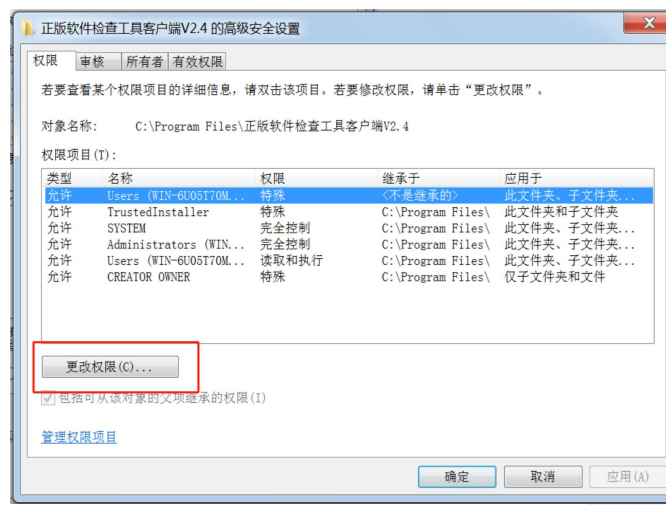 正版软件检查工具客户端V2.4 的高级安全设置
权限 审核 所有者 有效权限
若要查看某个权限项目的详细信息，请双击该项目。若要修改权限，请单击“更改权限”。
对象名称: C:\Program Files\正版软件检查工具客户端V2.4
权限项目(T):
类型 名称 权限 继承于 应用于
允许 Users (WIN-6U05T70M... 特殊 <不是继承的> 此文件夹、子文件夹...
允许 TrustedInstaller 特殊 C:\Program Files\ 此文件夹和子文件夹
允许 SYSTEM 完全控制 C:\Program Files\ 此文件夹、子文件夹...
允许 Administrators (WIN... 完全控制 C:\Program Files\ 此文件夹、子文件夹...
允许 Users (WIN-6U05T70M... 读取和执行 C:\Program Files\ 此文件夹、子文件夹...
允许 CREATOR OWNER 特殊 C:\Program Files\ 仅子文件夹和文件
更改权限(C)...
包括可从该对象的父项继承的权限(I)
管理权限项目
确定 取消 应用(A)